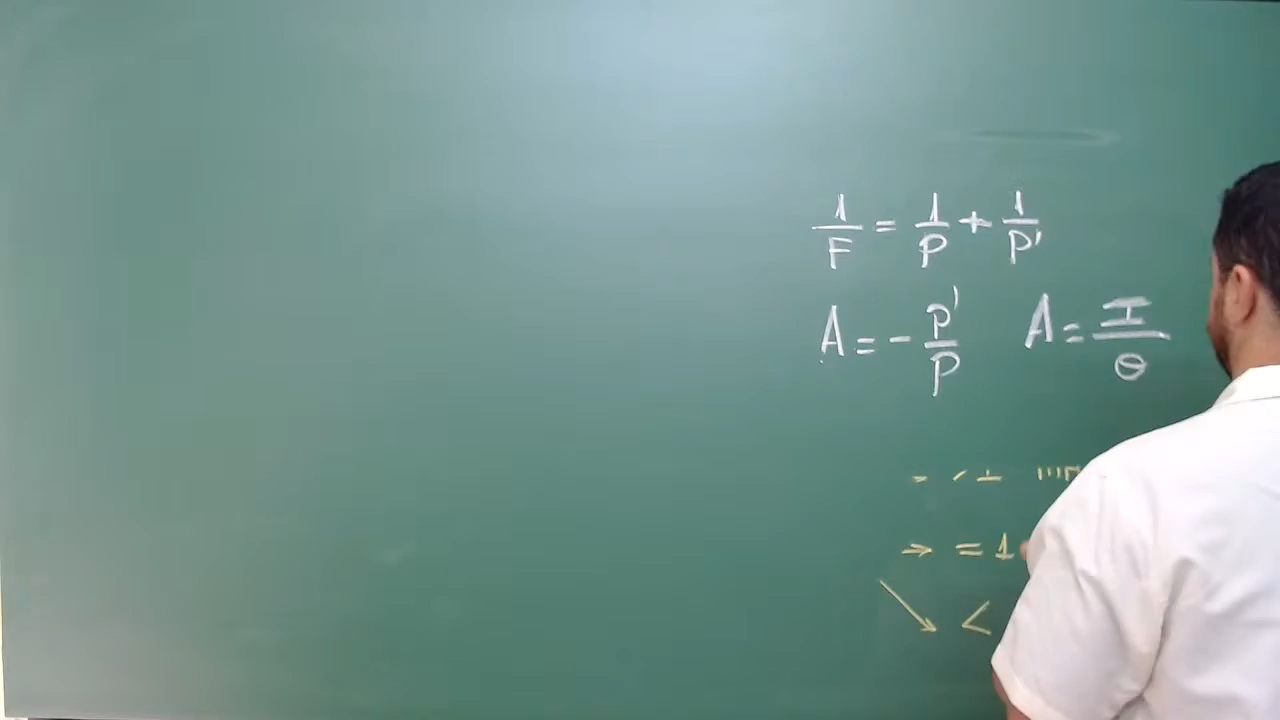 1/F = 1/P + 1/P'
A = - P'/P A = I/θ
→ = 1
↘ <